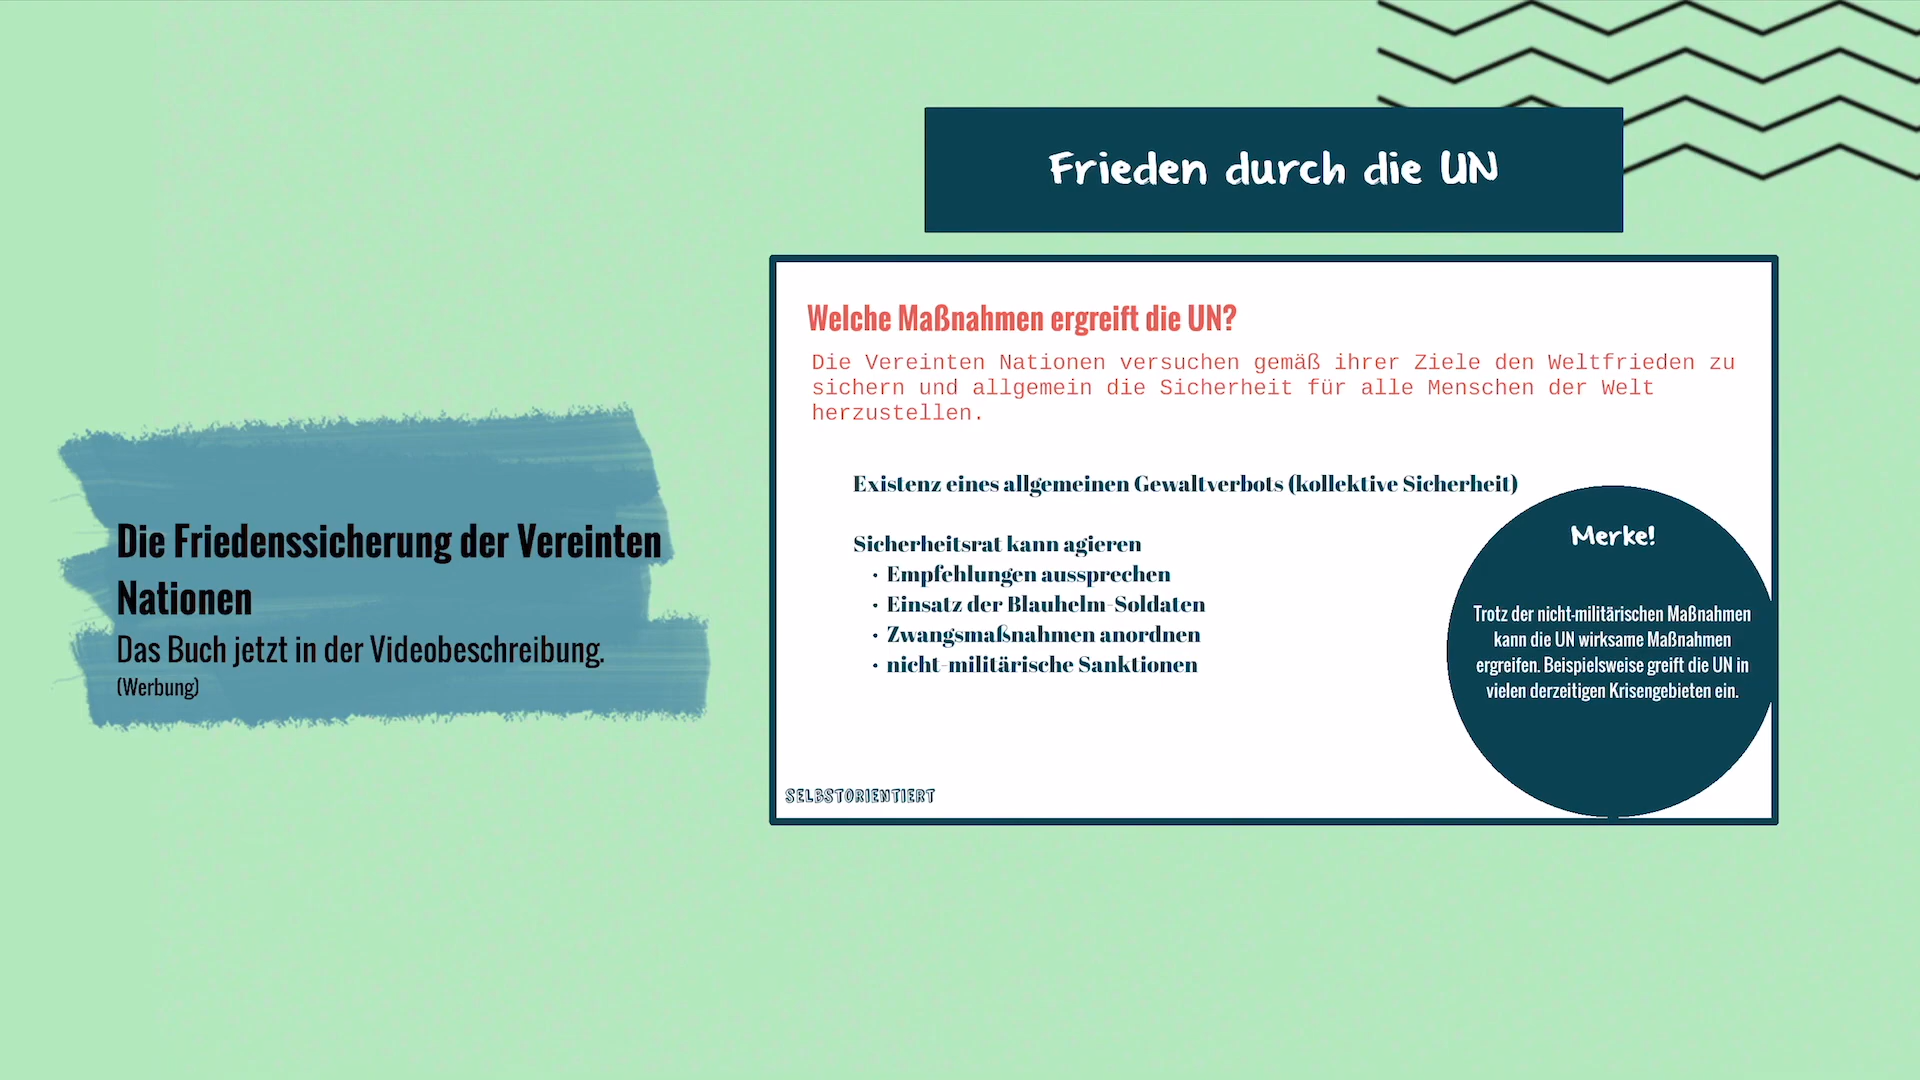 Frieden durch die UN
Welche Maßnahmen ergreift die UN?
Die Vereinten Nationen versuchen gemäß ihrer Ziele den Weltfrieden zu
sichern und allgemein die Sicherheit für alle Menschen der Welt
herzustellen.
Existenz eines allgemeinen Gewaltverbots (kollektive Sicherheit)
Sicherheitsrat kann agieren
• Empfehlungen aussprechen
• Einsatz der Blauhelm-Soldaten
• Zwangsmaßnahmen anordnen
• nicht-militärische Sanktionen
Merke!
Trotz der nicht-militärischen Maßnahmen
kann die UN wirksame Maßnahmen
ergreifen. Beispielsweise greift die UN in
vielen derzeitigen Krisengebieten ein.
SELBSTORIENTIERT
Die Friedenssicherung der Vereinten
Nationen
Das Buch jetzt in der Videobeschreibung.
(Werbung)